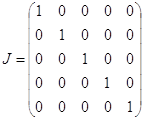 J =
1 0 0 0 0
0 1 0 0 0
0 0 1 0 0
0 0 0 1 0
0 0 0 0 1